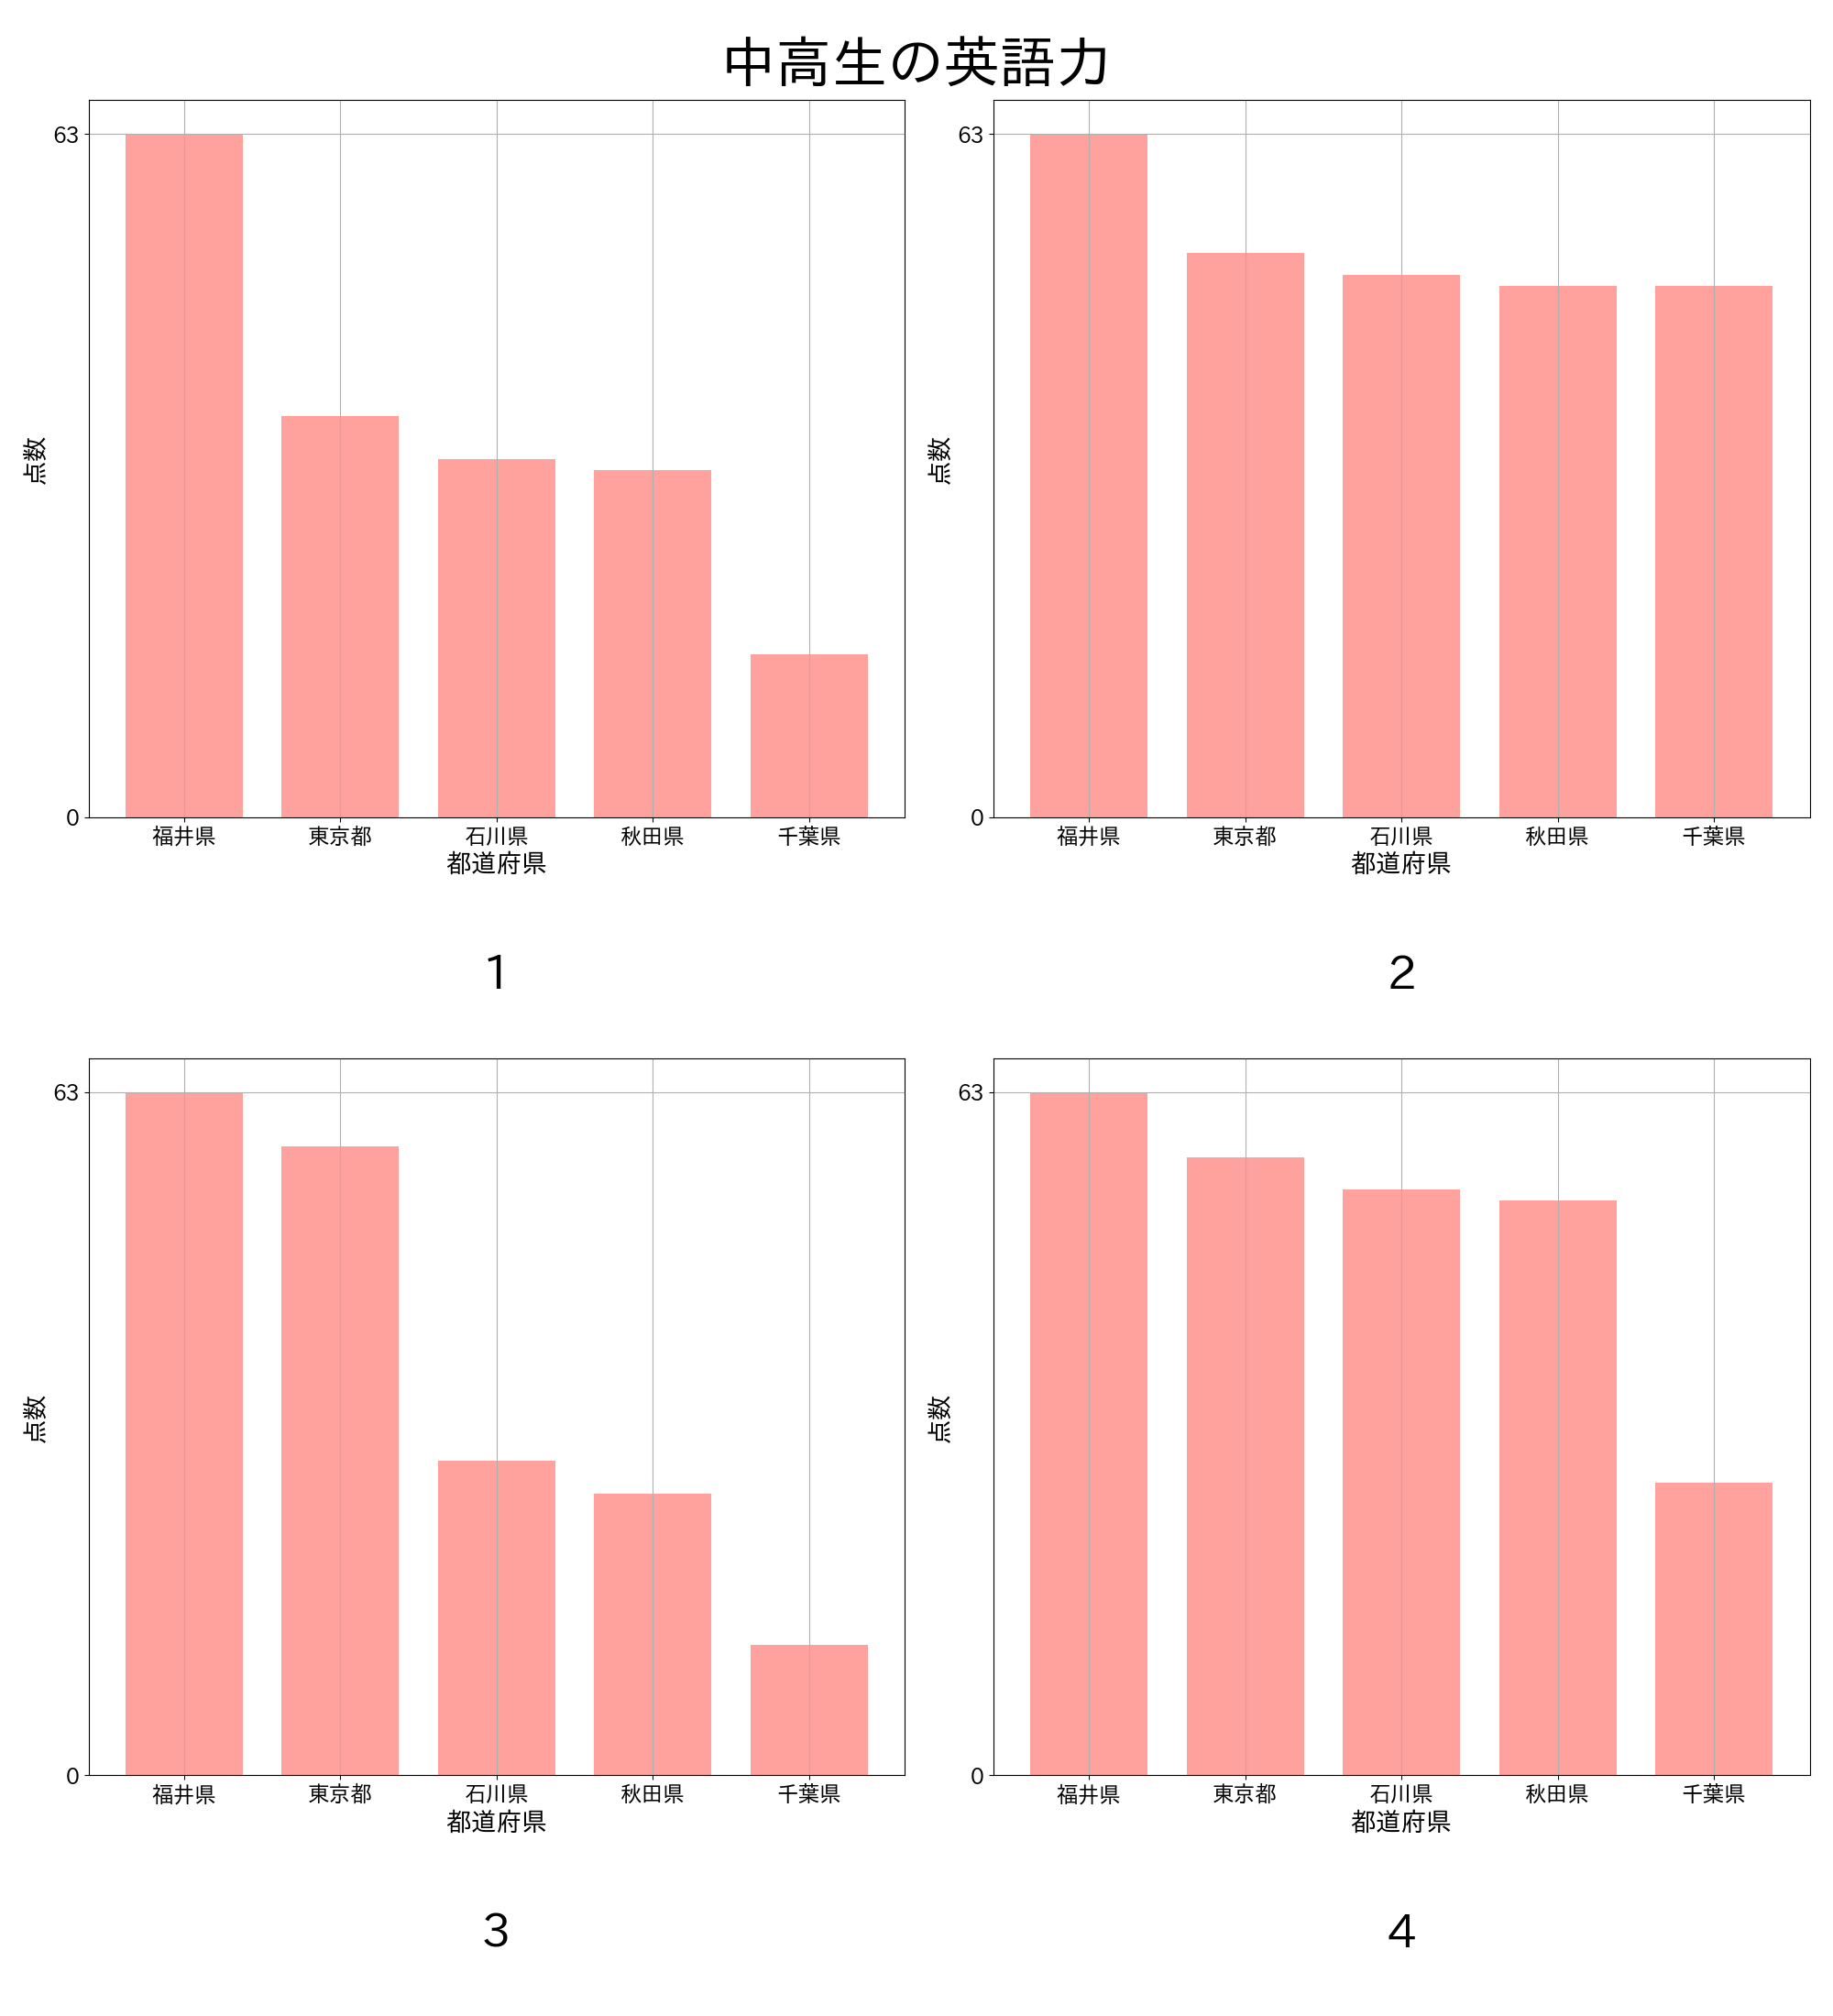 中高生の英語力
63
0
点数
福井県 東京都 石川県 秋田県 千葉県
都道府県
1
63
0
点数
福井県 東京都 石川県 秋田県 千葉県
都道府県
2
63
0
点数
福井県 東京都 石川県 秋田県 千葉県
都道府県
3
63
0
点数
福井県 東京都 石川県 秋田県 千葉県
都道府県
4